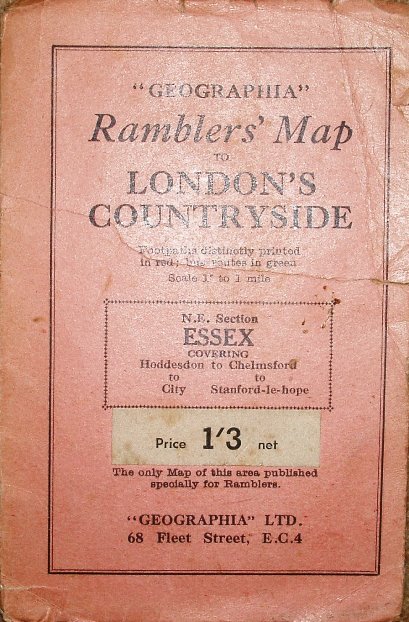 "GEOGRAPHIA"
Ramblers' Map
TO
LONDON'S
COUNTRYSIDE
Footpaths distinctly printed
in red; bus routes in green
Scale 1" to 1 mile
N.E. Section
ESSEX
COVERING
Hoddesdon to Chelmsford
to to
City Stanford-le-hope
Price 1'3 net
The only Map of this area published
specially for Ramblers.
"GEOGRAPHIA" LTD.
68 Fleet Street, E.C.4